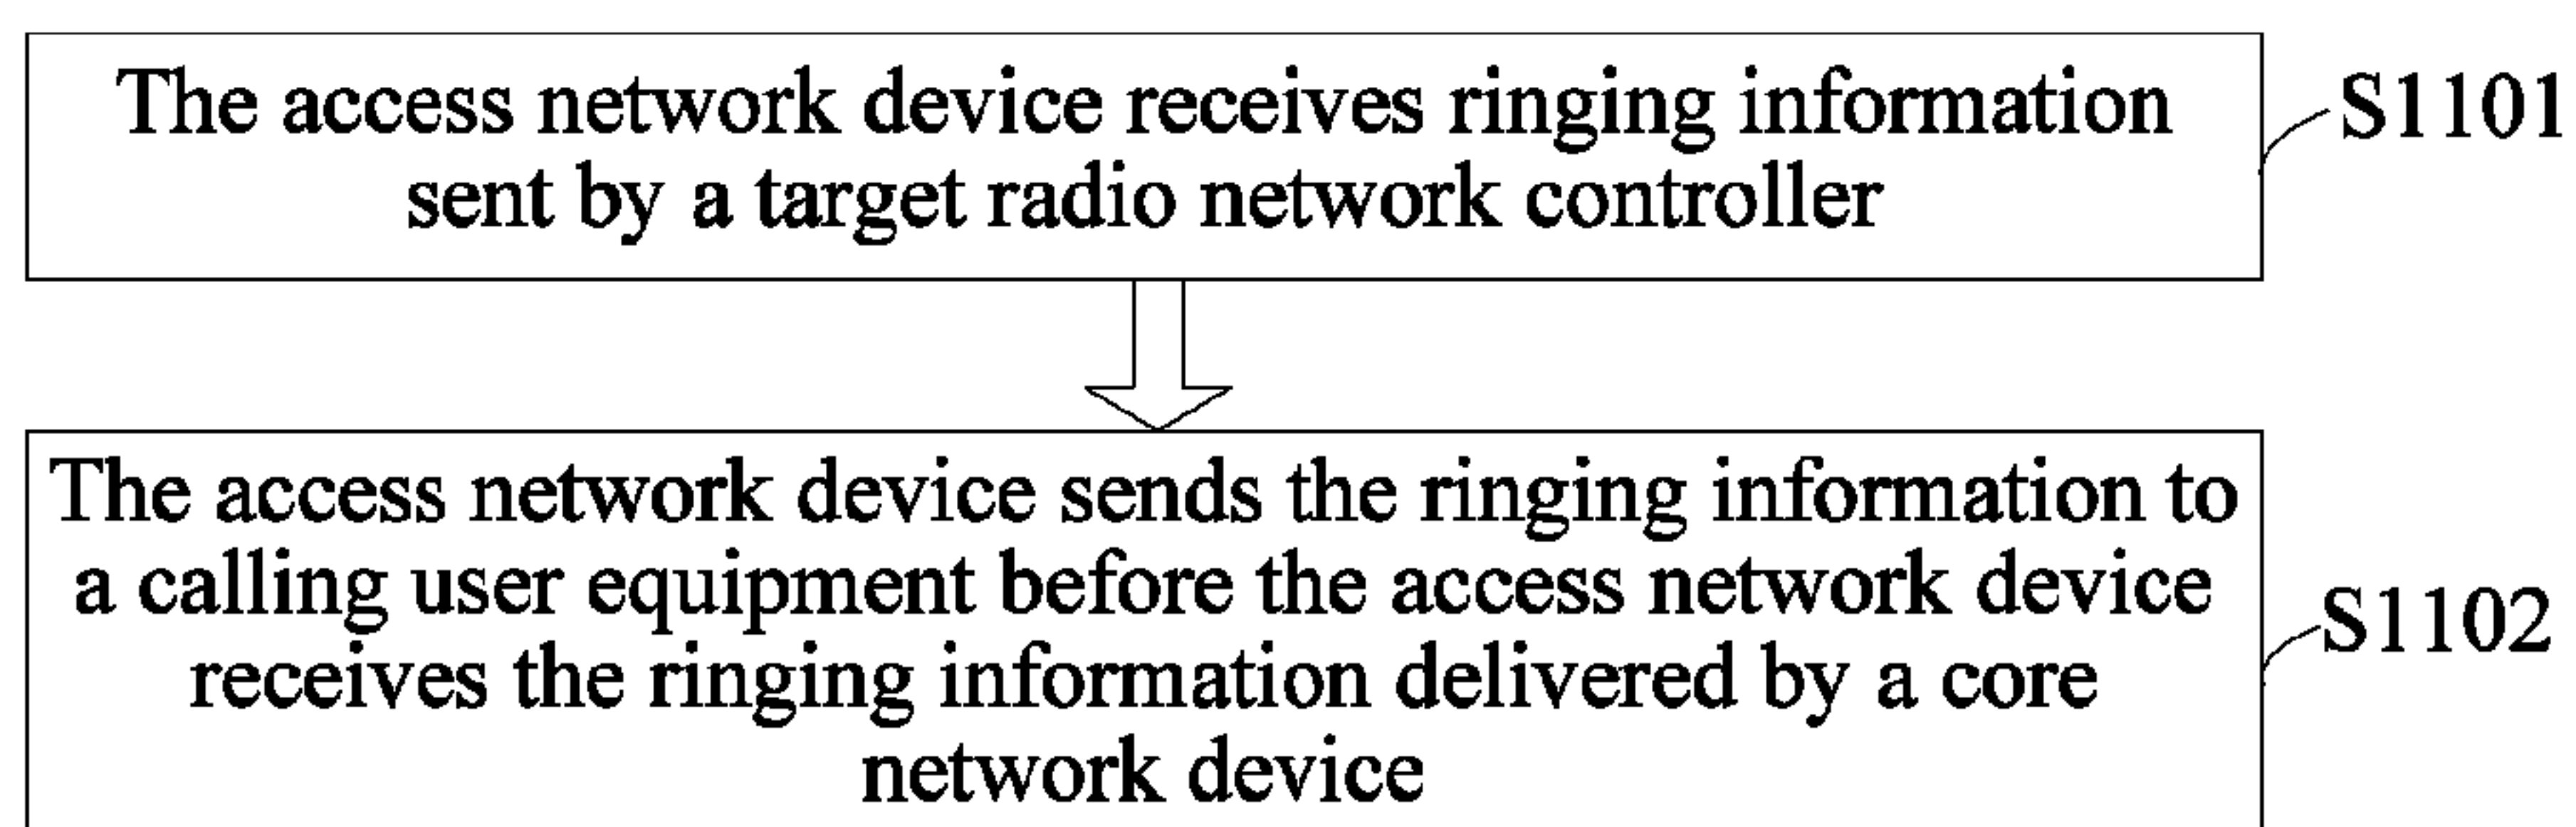 The access network device receives ringing information
sent by a target radio network controller
S1101
The access network device sends the ringing information to
a calling user equipment before the access network device
receives the ringing information delivered by a core
network device
S1102